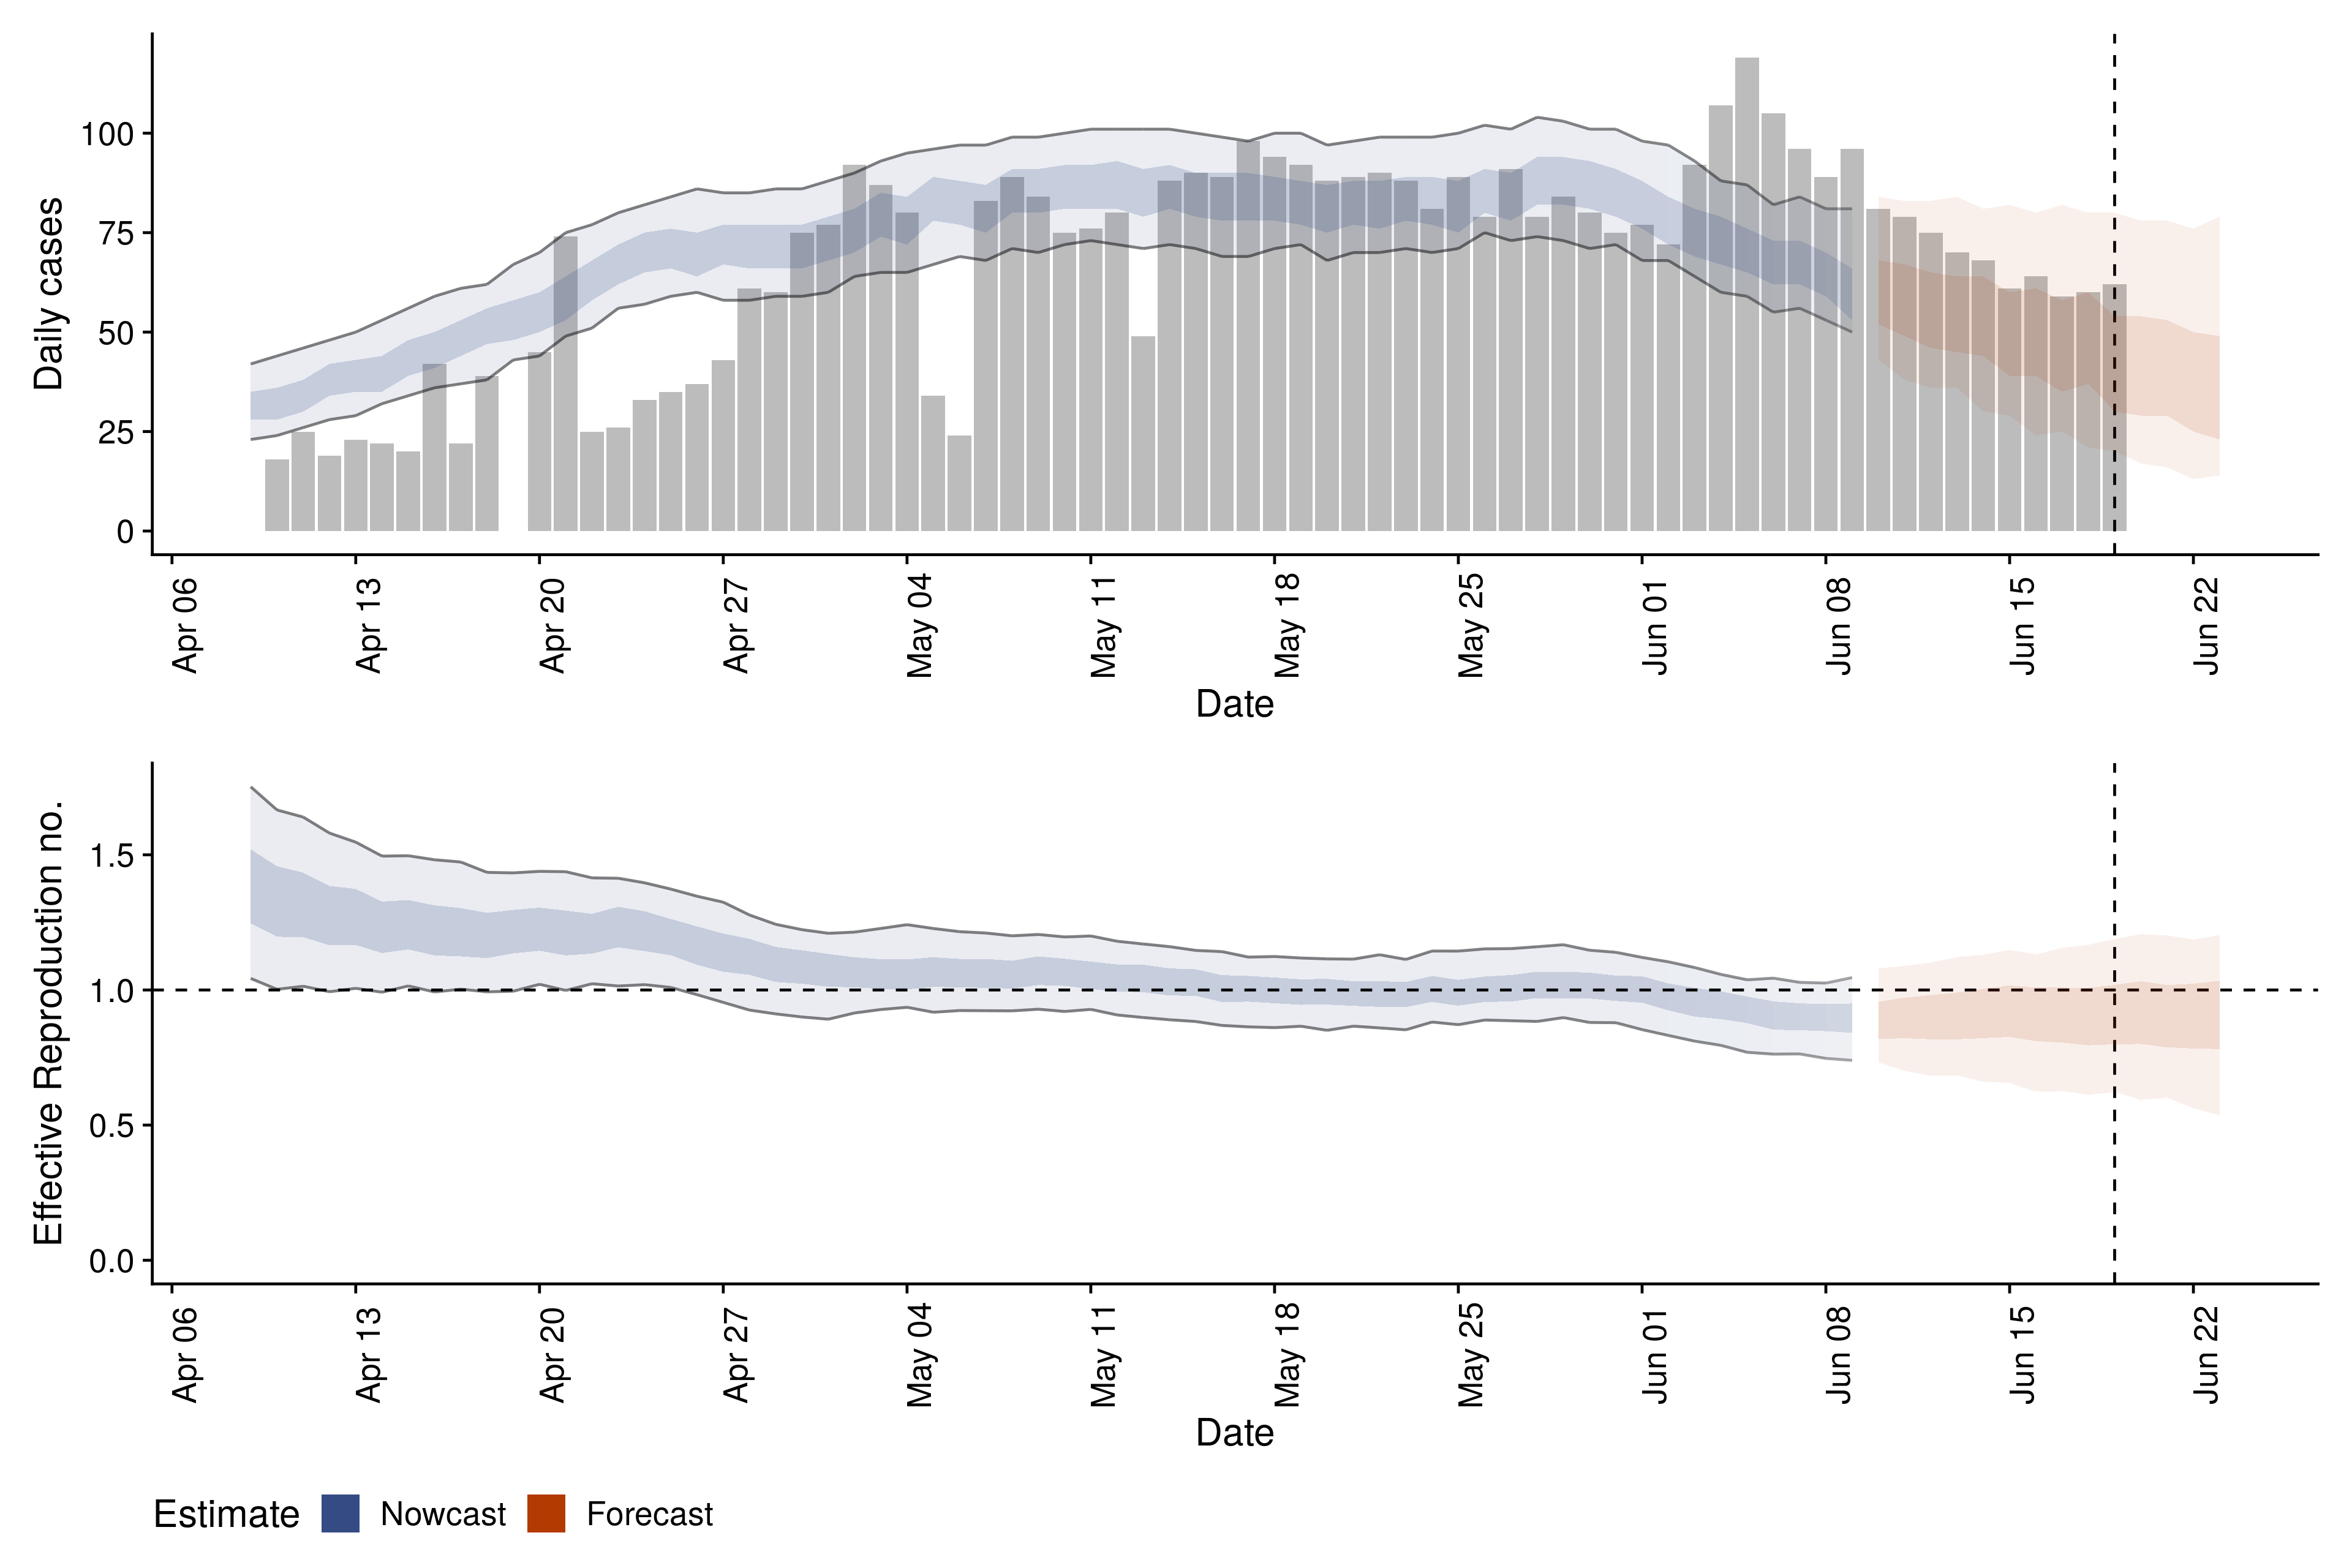 Daily cases
100
75
50
25
0
Apr 06
Apr 13
Apr 20
Apr 27
May 04
May 11
May 18
May 25
Jun 01
Jun 08
Jun 15
Jun 22
Date
Effective Reproduction no.
1.5
1.0
0.5
0.0
Apr 06
Apr 13
Apr 20
Apr 27
May 04
May 11
May 18
May 25
Jun 01
Jun 08
Jun 15
Jun 22
Date
Estimate Nowcast Forecast